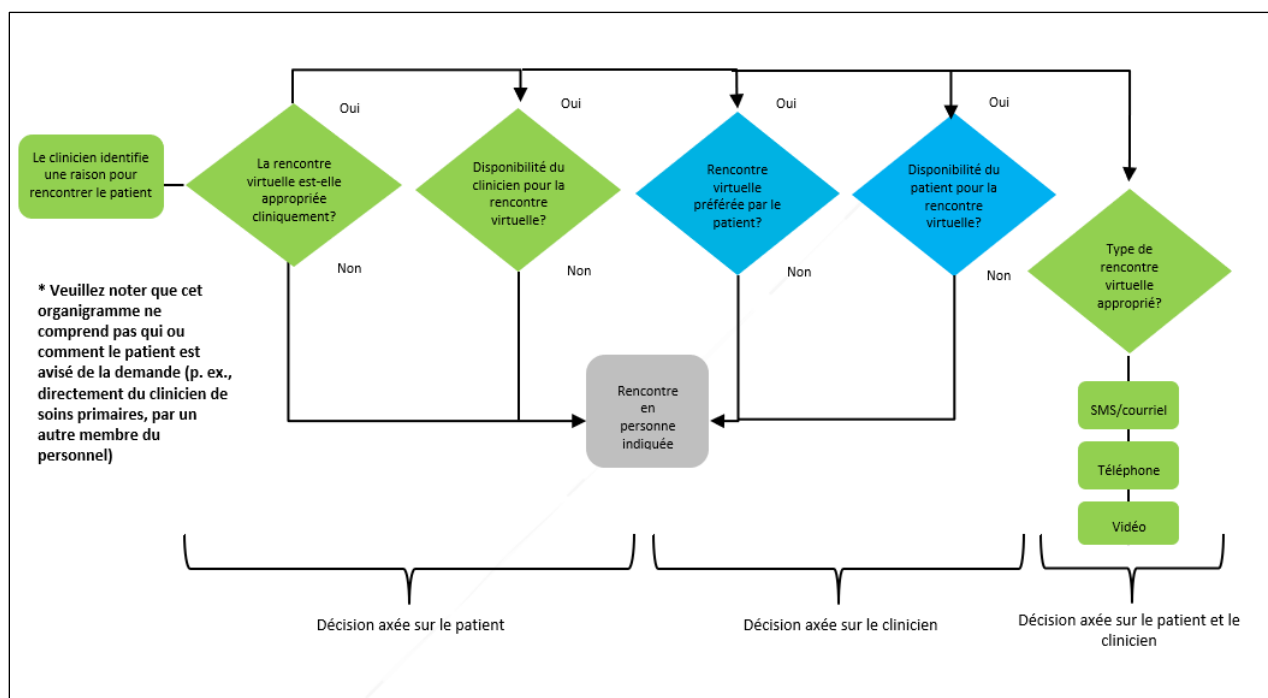 Oui
Oui
Oui
Oui
Le clinicien identifie
une raison pour
rencontrer le patient
La rencontre
virtuelle est-elle
appropriée
cliniquement?
Disponibilité du
clinicien pour la
rencontre
virtuelle?
Rencontre
virtuelle
préférée par le
patient?
Disponibilité du
patient pour la
rencontre
virtuelle?
Type de
rencontre
virtuelle
approprié?
Non
Non
Non
Non
* Veuillez noter que cet
organigramme ne
comprend pas qui ou
comment le patient est
avisé de la demande (p. ex.,
directement du clinicien de
soins primaires, par un
autre membre du
personnel)
Rencontre
en
personne
indiquée
SMS/courriel
Téléphone
Vidéo
Décision axée sur le patient
Décision axée sur le clinicien
Décision axée sur le patient et le
clinicien